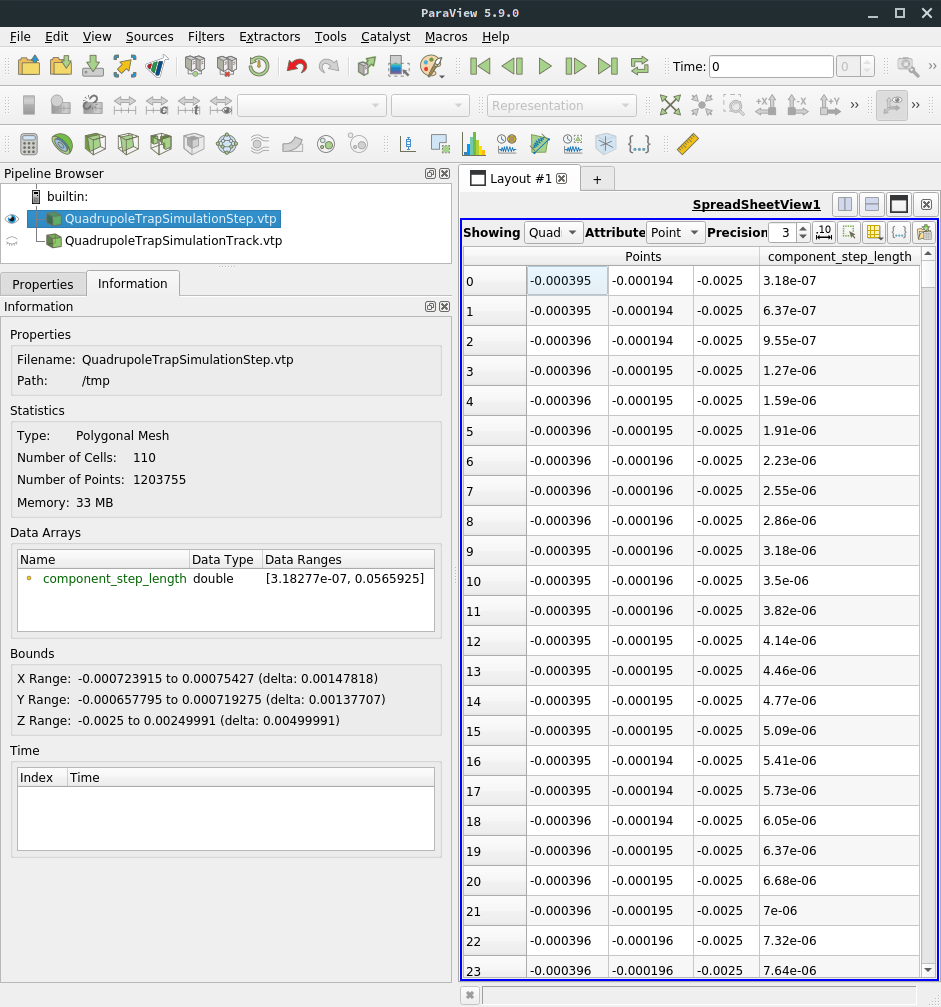 ParaView 5.9.0
File Edit View Sources Filters Extractors Tools Catalyst Macros Help
Time: 0 0
Representation
Pipeline Browser
builtin:
QuadrupoleTrapSimulationStep.vtp
QuadrupoleTrapSimulationTrack.vtp
Properties Information
Information
Properties
Filename: QuadrupoleTrapSimulationStep.vtp
Path: /tmp
Statistics
Type: Polygonal Mesh
Number of Cells: 110
Number of Points: 1203755
Memory: 33 MB
Data Arrays
Name Data Type Data Ranges
component_step_length double [3.18277e-07, 0.0565925]
Bounds
X Range: -0.000723915 to 0.00075427 (delta: 0.00147818)
Y Range: -0.000657795 to 0.000719275 (delta: 0.00137707)
Z Range: -0.0025 to 0.00249991 (delta: 0.00499991)
Time
Index Time
Layout #1 +
SpreadSheetView1
Showing Quad Attribute Point Precision 3
Points component_step_length
0 -0.000395 -0.000194 -0.0025 3.18e-07
1 -0.000395 -0.000194 -0.0025 6.37e-07
2 -0.000396 -0.000194 -0.0025 9.55e-07
3 -0.000396 -0.000195 -0.0025 1.27e-06
4 -0.000396 -0.000195 -0.0025 1.59e-06
5 -0.000396 -0.000195 -0.0025 1.91e-06
6 -0.000396 -0.000196 -0.0025 2.23e-06
7 -0.000396 -0.000196 -0.0025 2.55e-06
8 -0.000396 -0.000196 -0.0025 2.86e-06
9 -0.000396 -0.000196 -0.0025 3.18e-06
10 -0.000395 -0.000196 -0.0025 3.5e-06
11 -0.000395 -0.000196 -0.0025 3.82e-06
12 -0.000395 -0.000195 -0.0025 4.14e-06
13 -0.000395 -0.000195 -0.0025 4.46e-06
14 -0.000395 -0.000195 -0.0025 4.77e-06
15 -0.000395 -0.000195 -0.0025 5.09e-06
16 -0.000395 -0.000194 -0.0025 5.41e-06
17 -0.000395 -0.000194 -0.0025 5.73e-06
18 -0.000396 -0.000194 -0.0025 6.05e-06
19 -0.000396 -0.000195 -0.0025 6.37e-06
20 -0.000396 -0.000195 -0.0025 6.68e-06
21 -0.000396 -0.000195 -0.0025 7e-06
22 -0.000396 -0.000196 -0.0025 7.32e-06
23 -0.000396 -0.000196 -0.0025 7.64e-06